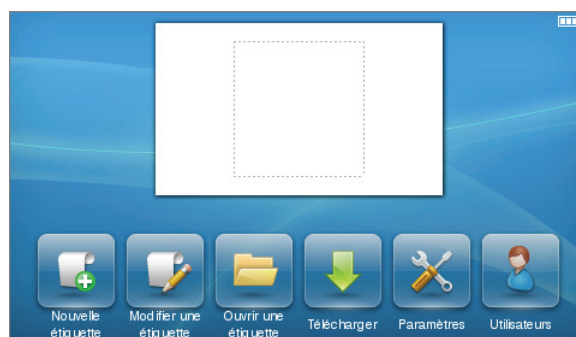 Nouvelle
étiquette
Modifier une
étiquette
Ouvrir une
étiquette
Télécharger
Paramètres
Utilisateurs